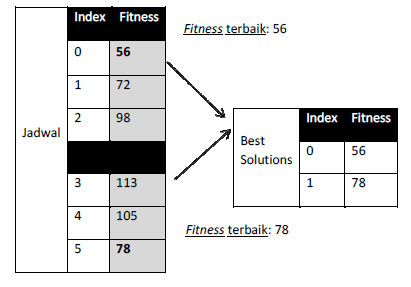 Index Fitness
Jadwal
0 56
1 72
2 98
3 113
4 105
5 78
Fitness terbaik: 56
Fitness terbaik: 78
Best
Solutions
Index Fitness
0 56
1 78